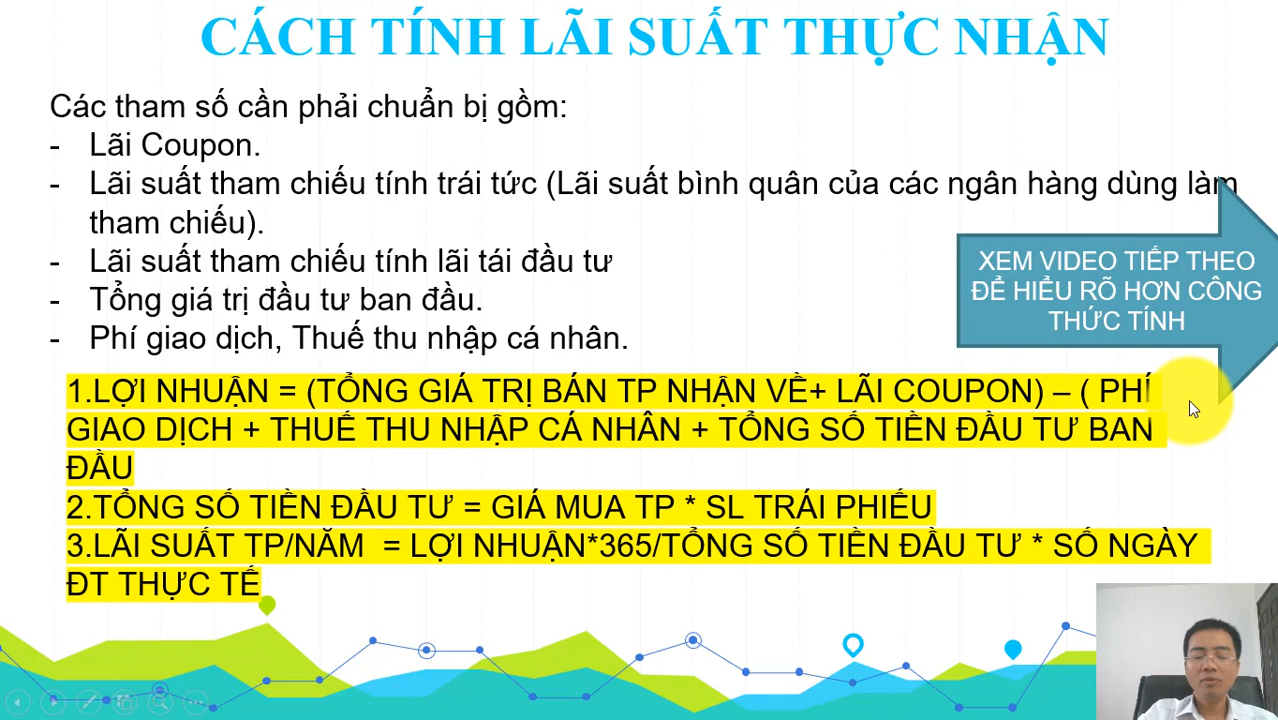 CÁCH TÍNH LÃI SUẤT THỰC NHẬN
Các tham số cần phải chuẩn bị gồm:
- Lãi Coupon.
- Lãi suất tham chiếu tính trái tức (Lãi suất bình quân của các ngân hàng dùng làm
tham chiếu).
- Lãi suất tham chiếu tính lãi tái đầu tư
- Tổng giá trị đầu tư ban đầu.
- Phí giao dịch, Thuế thu nhập cá nhân.
XEM VIDEO TIẾP THEO
ĐỂ HIỂU RÕ HƠN CÔNG
THỨC TÍNH
1.LỢI NHUẬN = (TỔNG GIÁ TRỊ BÁN TP NHẬN VỀ+ LÃI COUPON) – ( PHÍ
GIAO DỊCH + THUẾ THU NHẬP CÁ NHÂN + TỔNG SỐ TIỀN ĐẦU TƯ BAN
ĐẦU
2.TỔNG SỐ TIỀN ĐẦU TƯ = GIÁ MUA TP * SL TRÁI PHIẾU
3.LÃI SUẤT TP/NĂM = LỢI NHUẬN*365/TỔNG SỐ TIỀN ĐẦU TƯ * SỐ NGÀY
ĐT THỰC TẾ